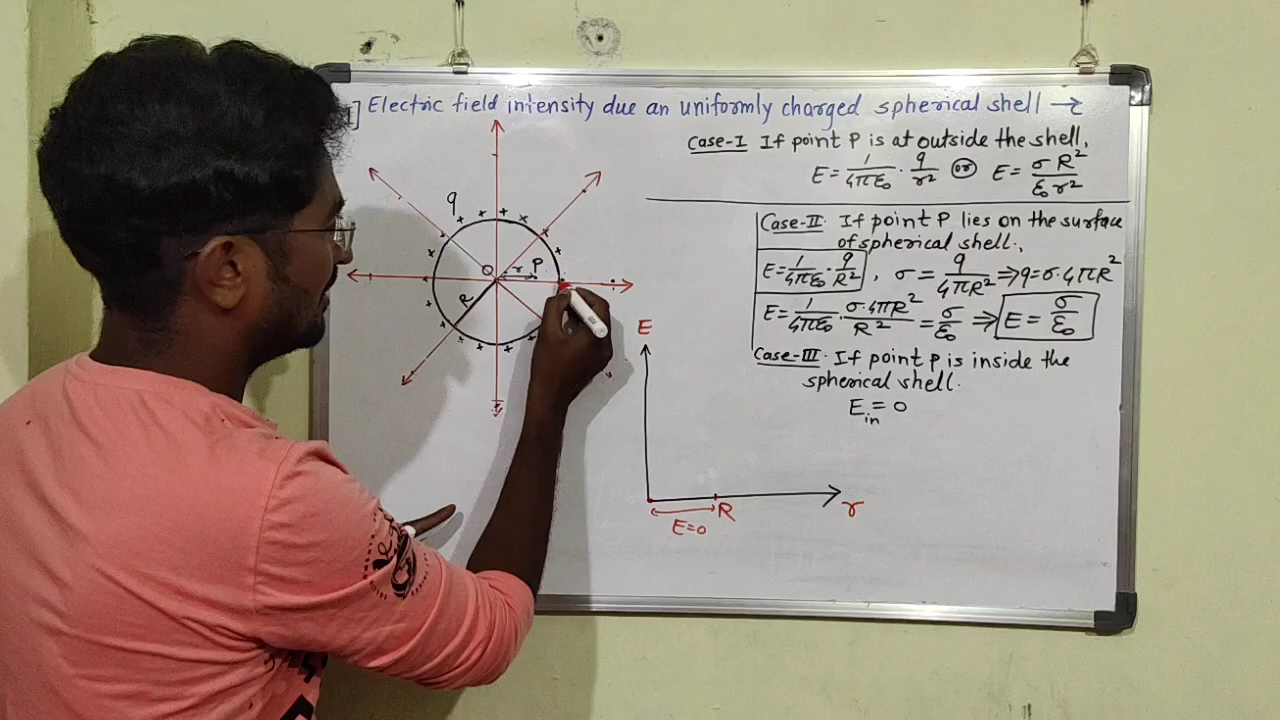 Electric field intensity due an uniformly charged spherical shell →
Case-I If point P is at outside the shell,
E = 1/4πε₀ · q/r² or E = σR²/ε₀r²
Case-II. If point P lies on the surface
of spherical shell.,
E = 1/4πε₀ · q/R² , σ = q/4πR² ⇒ q = σ·4πR²
E = 1/4πε₀ · σ·4πR²/R² = σ/ε₀ ⇒ E = σ/ε₀
Case-III. If point P is inside the
spherical shell.
E_in = 0
q
O r P
R
E
R
r
E=0